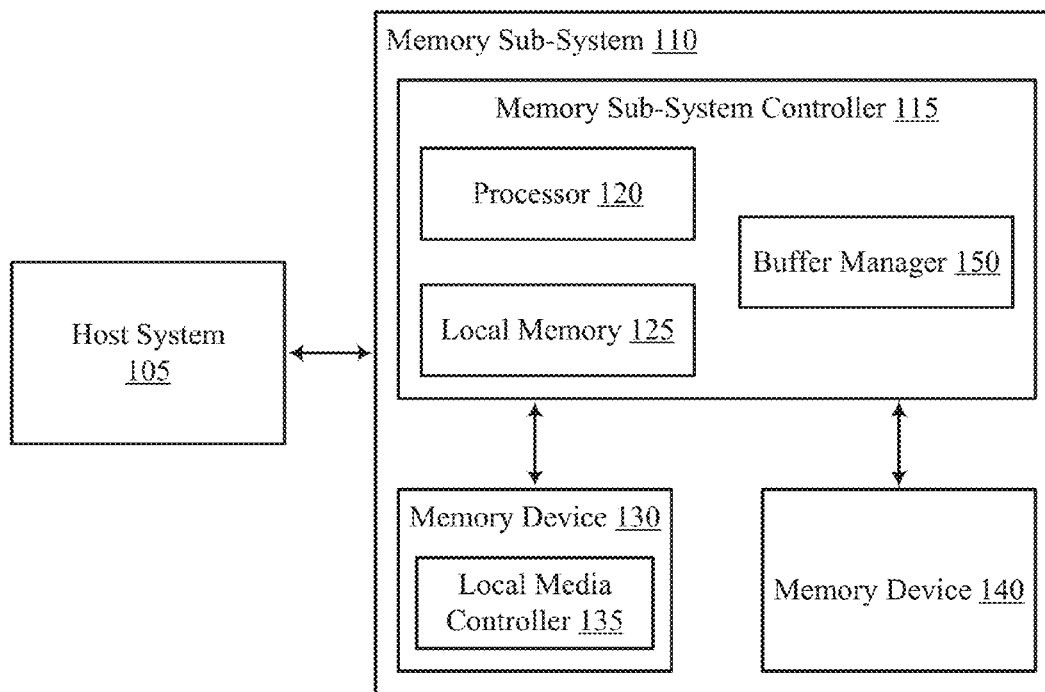 Memory Sub-System 110
Memory Sub-System Controller 115
Processor 120
Buffer Manager 150
Local Memory 125
Host System
105
Memory Device 130
Local Media
Controller 135
Memory Device 140